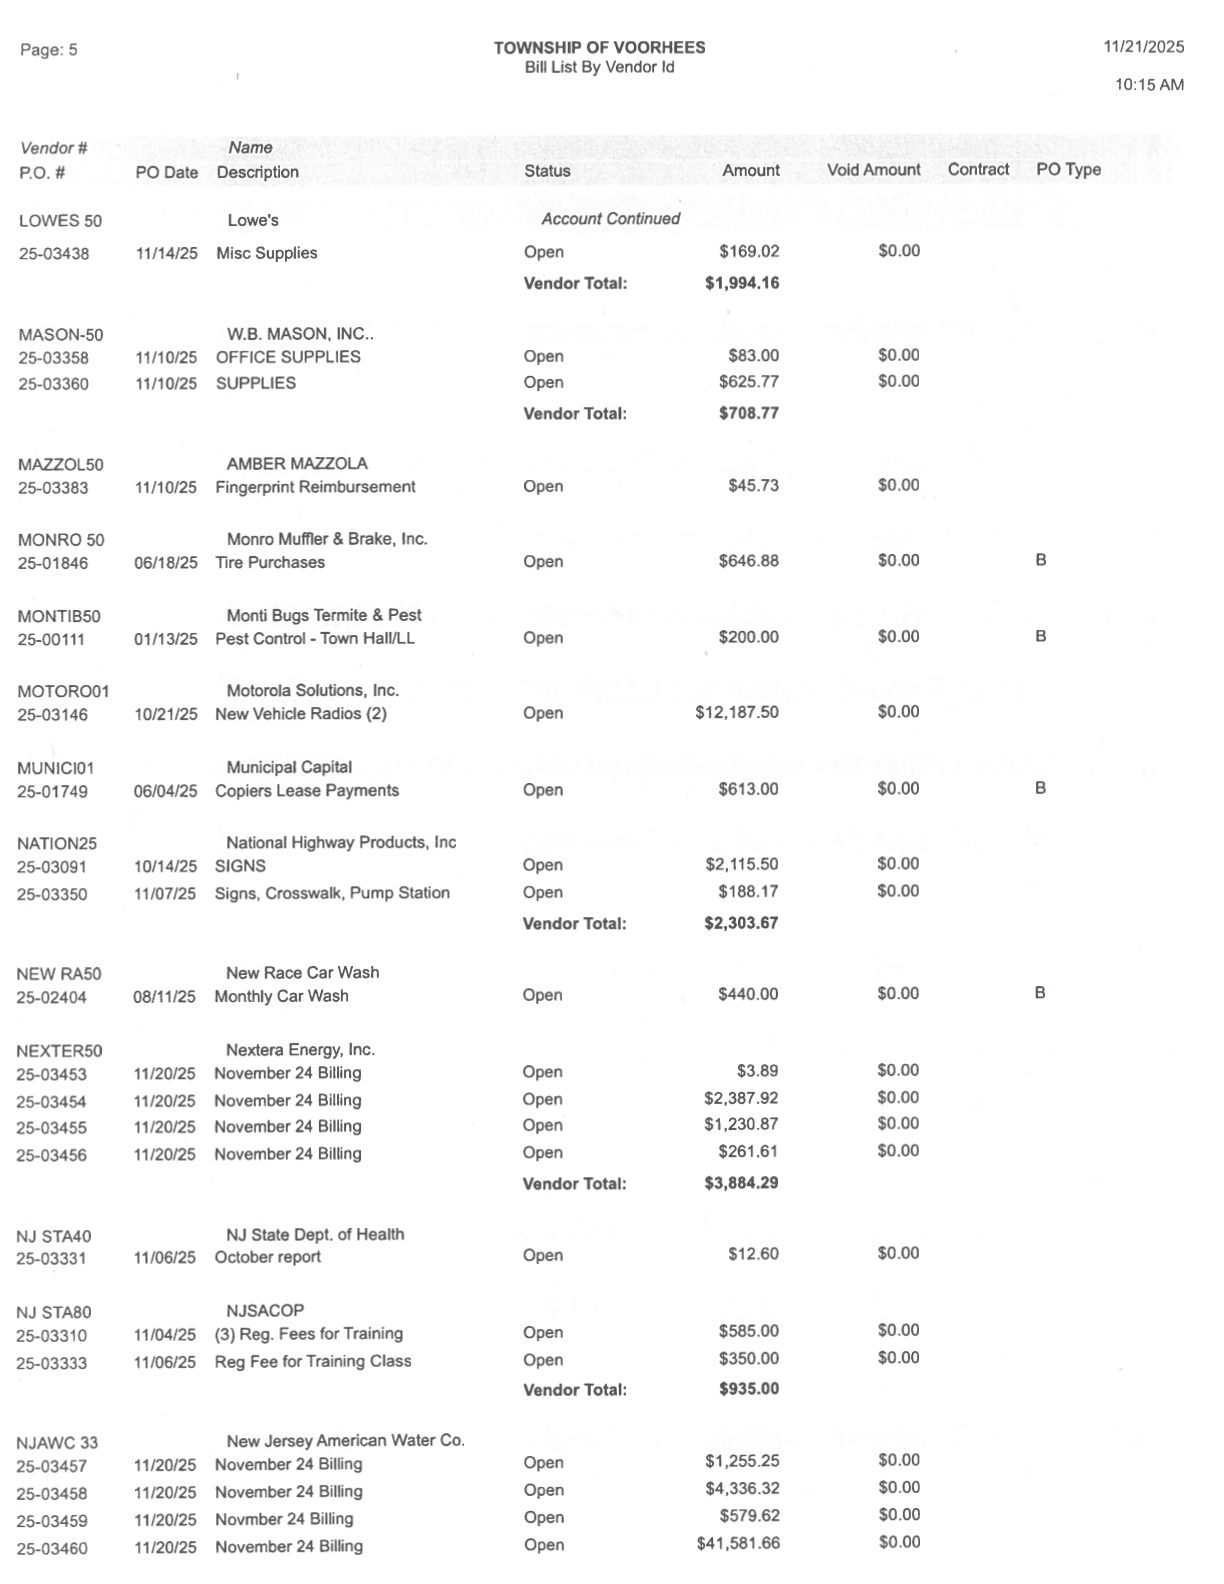 Page: 5 TOWNSHIP OF VOORHEES 11/21/2025
Bill List By Vendor Id
10:15 AM
Vendor # Name
P.O. # PO Date Description Status Amount Void Amount Contract PO Type
LOWES 50 Lowe's Account Continued
25-03438 11/14/25 Misc Supplies Open $169.02 $0.00
Vendor Total: $1,994.16
MASON-50 W.B. MASON, INC..
25-03358 11/10/25 OFFICE SUPPLIES Open $83.00 $0.00
25-03360 11/10/25 SUPPLIES Open $625.77 $0.00
Vendor Total: $708.77
MAZZOL50 AMBER MAZZOLA
25-03383 11/10/25 Fingerprint Reimbursement Open $45.73 $0.00
MONRO 50 Monro Muffler & Brake, Inc.
25-01846 06/18/25 Tire Purchases Open $646.88 $0.00 B
MONTIB50 Monti Bugs Termite & Pest
25-00111 01/13/25 Pest Control - Town Hall/LL Open $200.00 $0.00 B
MOTORO01 Motorola Solutions, Inc.
25-03146 10/21/25 New Vehicle Radios (2) Open $12,187.50 $0.00
MUNICI01 Municipal Capital
25-01749 06/04/25 Copiers Lease Payments Open $613.00 $0.00 B
NATION25 National Highway Products, Inc
25-03091 10/14/25 SIGNS Open $2,115.50 $0.00
25-03350 11/07/25 Signs, Crosswalk, Pump Station Open $188.17 $0.00
Vendor Total: $2,303.67
NEW RA50 New Race Car Wash
25-02404 08/11/25 Monthly Car Wash Open $440.00 $0.00 B
NEXTER50 Nextera Energy, Inc.
25-03453 11/20/25 November 24 Billing Open $3.89 $0.00
25-03454 11/20/25 November 24 Billing Open $2,387.92 $0.00
25-03455 11/20/25 November 24 Billing Open $1,230.87 $0.00
25-03456 11/20/25 November 24 Billing Open $261.61 $0.00
Vendor Total: $3,884.29
NJ STA40 NJ State Dept. of Health
25-03331 11/06/25 October report Open $12.60 $0.00
NJ STA80 NJSACOP
25-03310 11/04/25 (3) Reg. Fees for Training Open $585.00 $0.00
25-03333 11/06/25 Reg Fee for Training Class Open $350.00 $0.00
Vendor Total: $935.00
NJAWC 33 New Jersey American Water Co.
25-03457 11/20/25 November 24 Billing Open $1,255.25 $0.00
25-03458 11/20/25 November 24 Billing Open $4,336.32 $0.00
25-03459 11/20/25 Novmber 24 Billing Open $579.62 $0.00
25-03460 11/20/25 November 24 Billing Open $41,581.66 $0.00